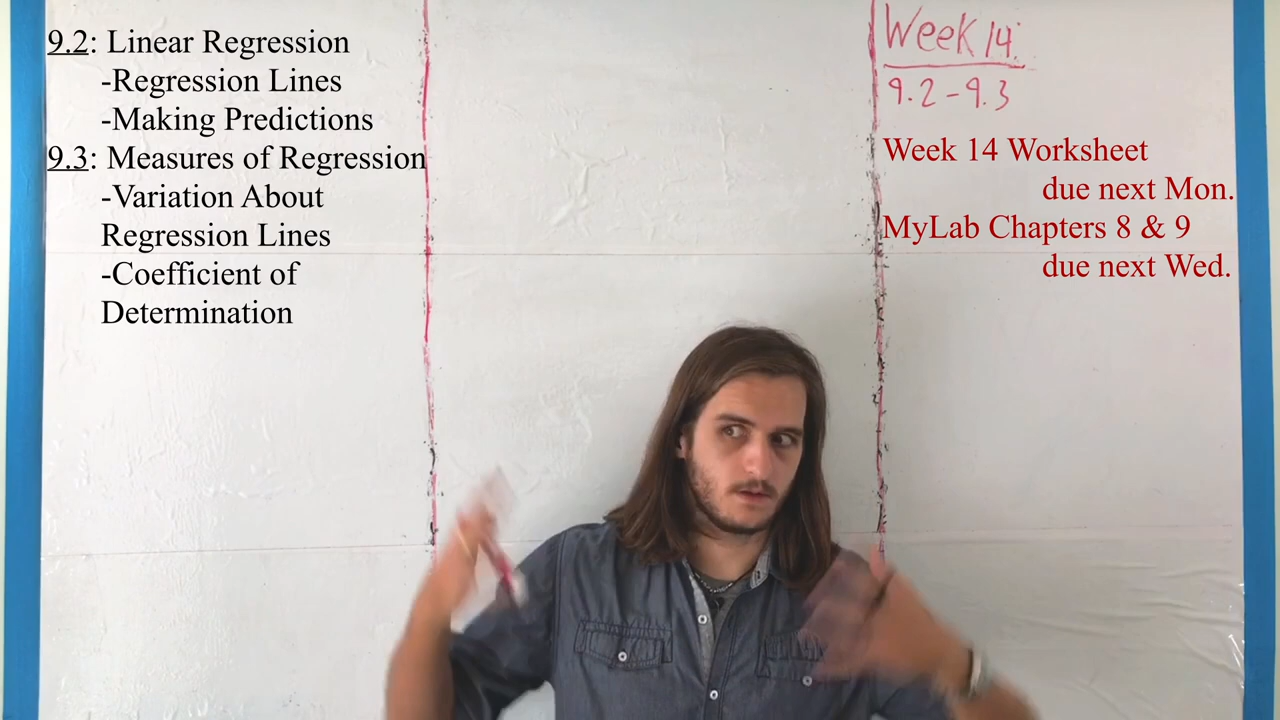 9.2: Linear Regression
-Regression Lines
-Making Predictions
9.3: Measures of Regression
-Variation About
Regression Lines
-Coefficient of
Determination
Week 14:
9.2-9.3
Week 14 Worksheet
due next Mon.
MyLab Chapters 8 & 9
due next Wed.